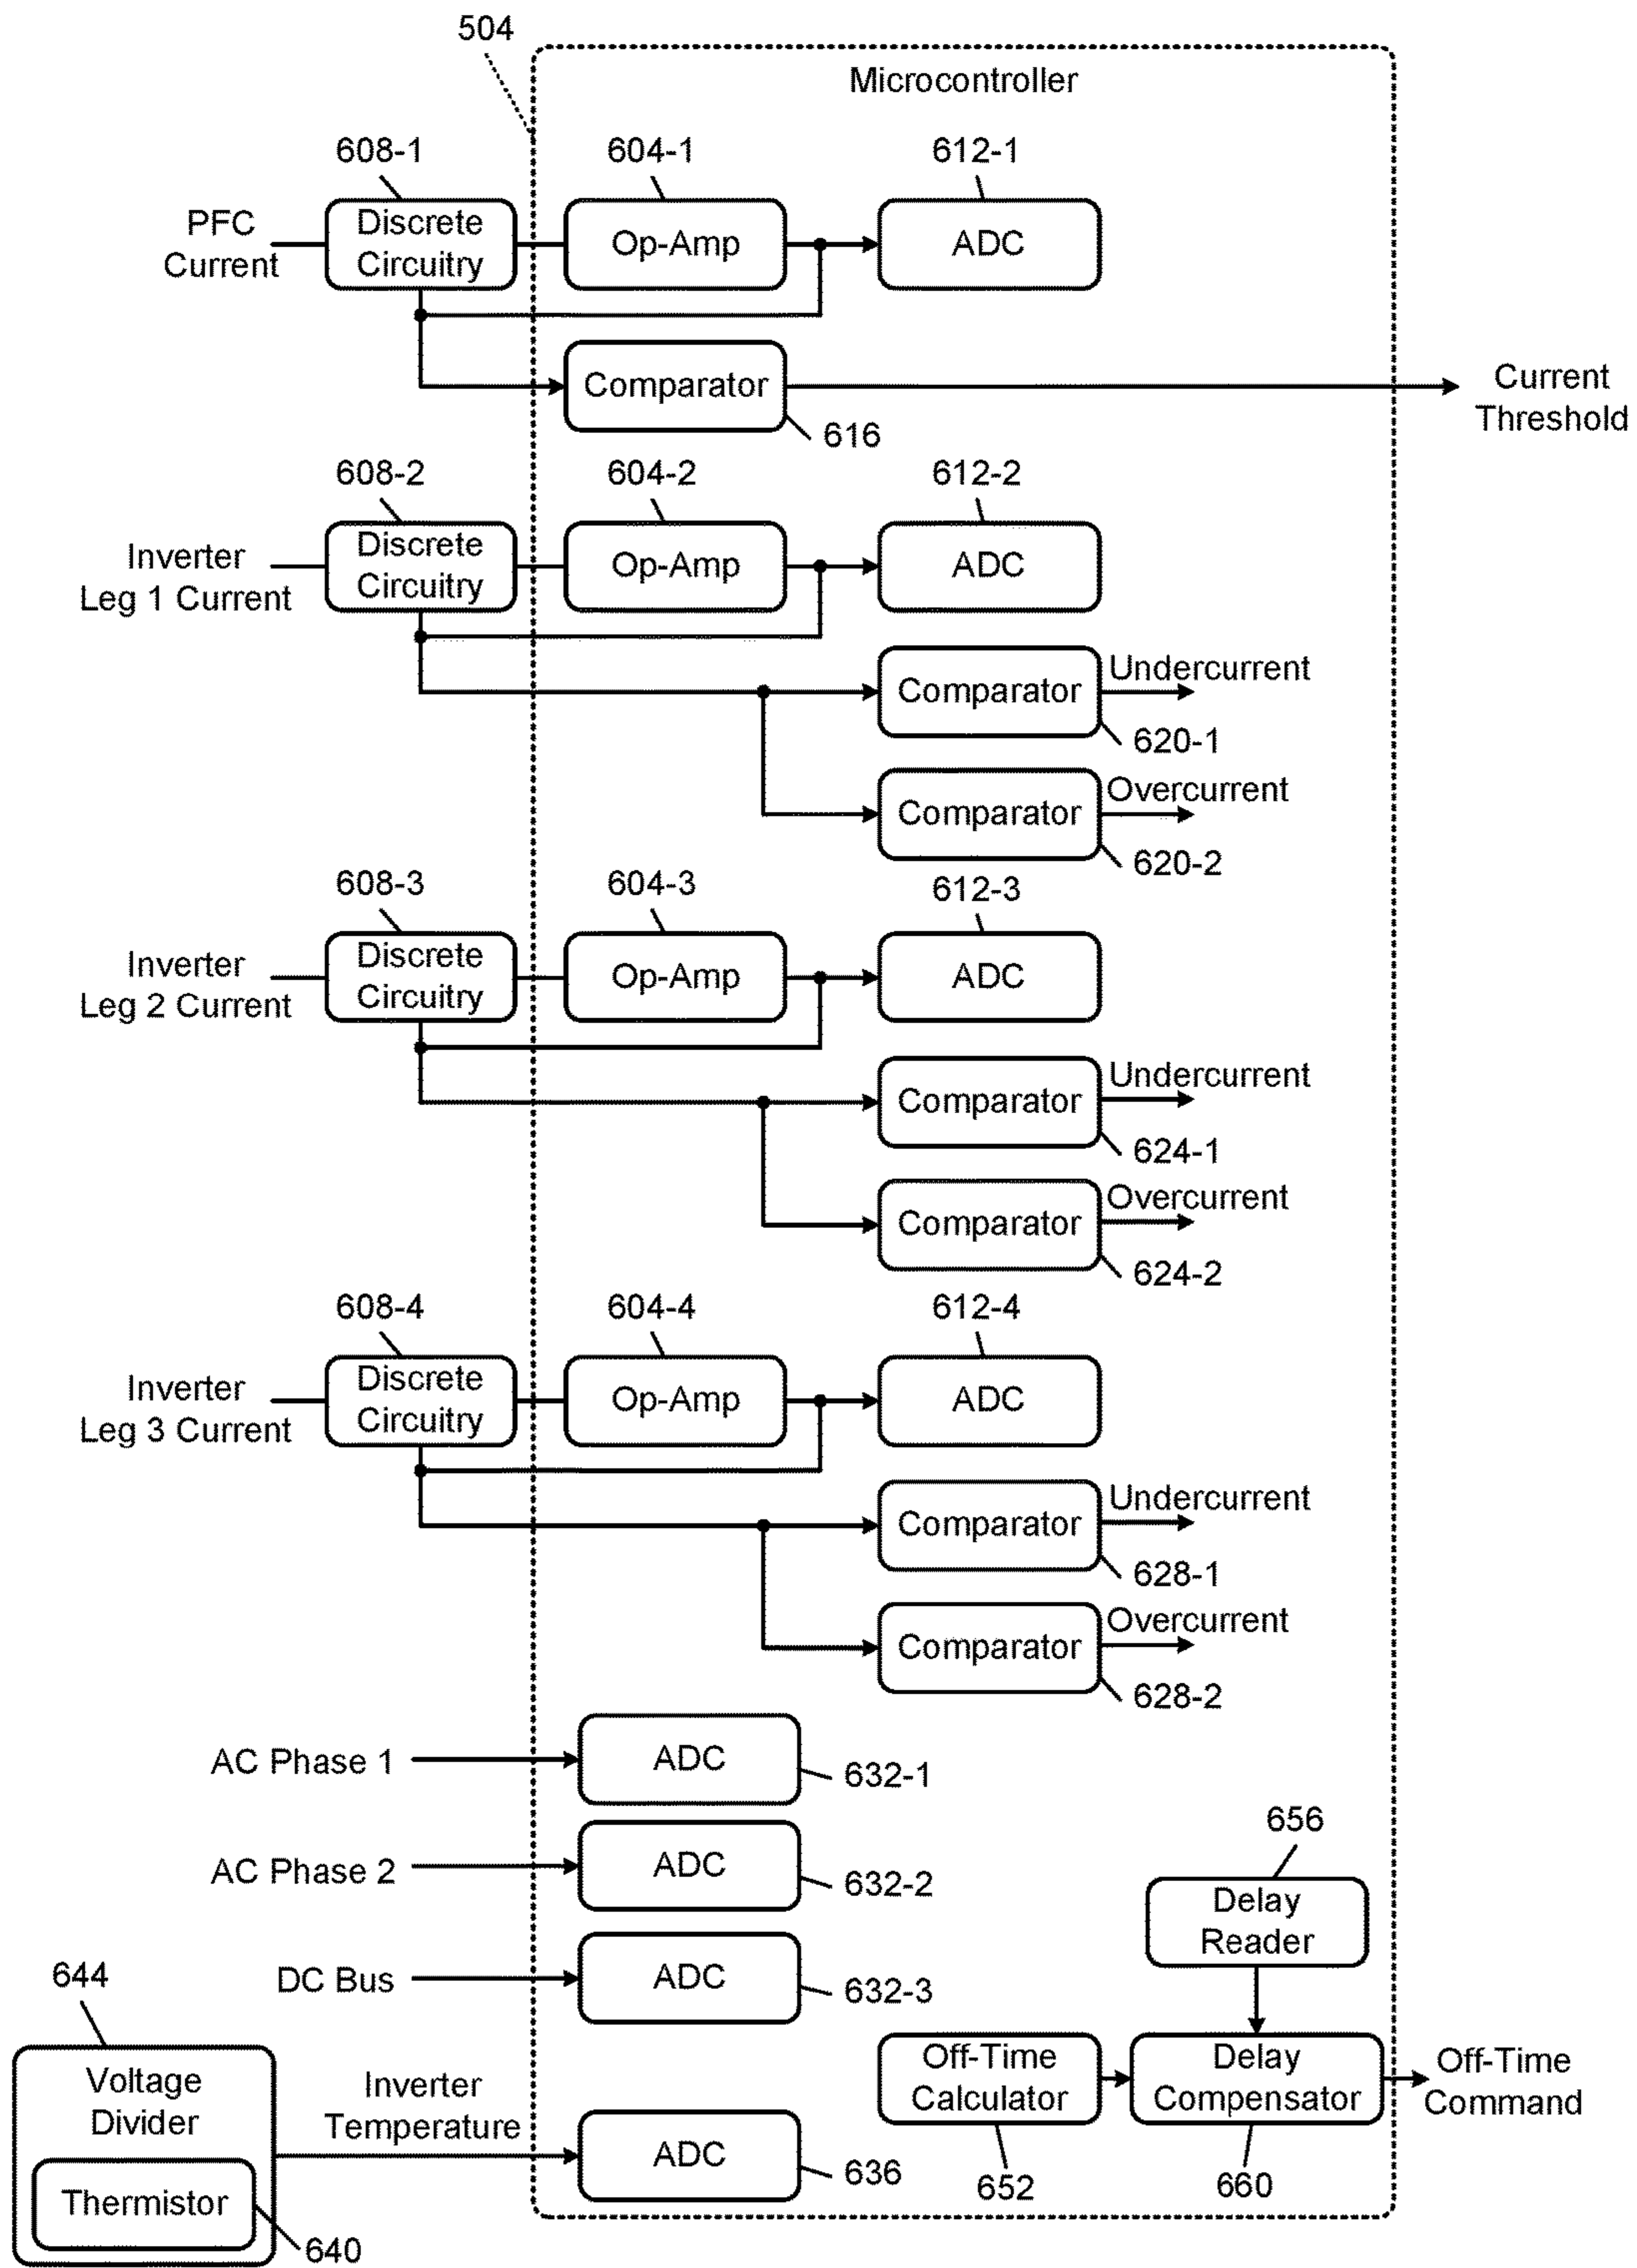 504
Microcontroller
608-1
604-1
612-1
PFC
Current
Discrete
Circuitry
Op-Amp
ADC
Comparator
616
Current
Threshold
608-2
604-2
612-2
Inverter
Leg 1 Current
Discrete
Circuitry
Op-Amp
ADC
Comparator
Undercurrent
620-1
Comparator
Overcurrent
620-2
608-3
604-3
612-3
Inverter
Leg 2 Current
Discrete
Circuitry
Op-Amp
ADC
Comparator
Undercurrent
624-1
Comparator
Overcurrent
624-2
608-4
604-4
612-4
Inverter
Leg 3 Current
Discrete
Circuitry
Op-Amp
ADC
Comparator
Undercurrent
628-1
Comparator
Overcurrent
628-2
AC Phase 1
ADC
632-1
AC Phase 2
ADC
632-2
DC Bus
ADC
632-3
656
Delay
Reader
644
Voltage
Divider
Thermistor
640
Inverter
Temperature
ADC
636
Off-Time
Calculator
652
Delay
Compensator
660
Off-Time
Command